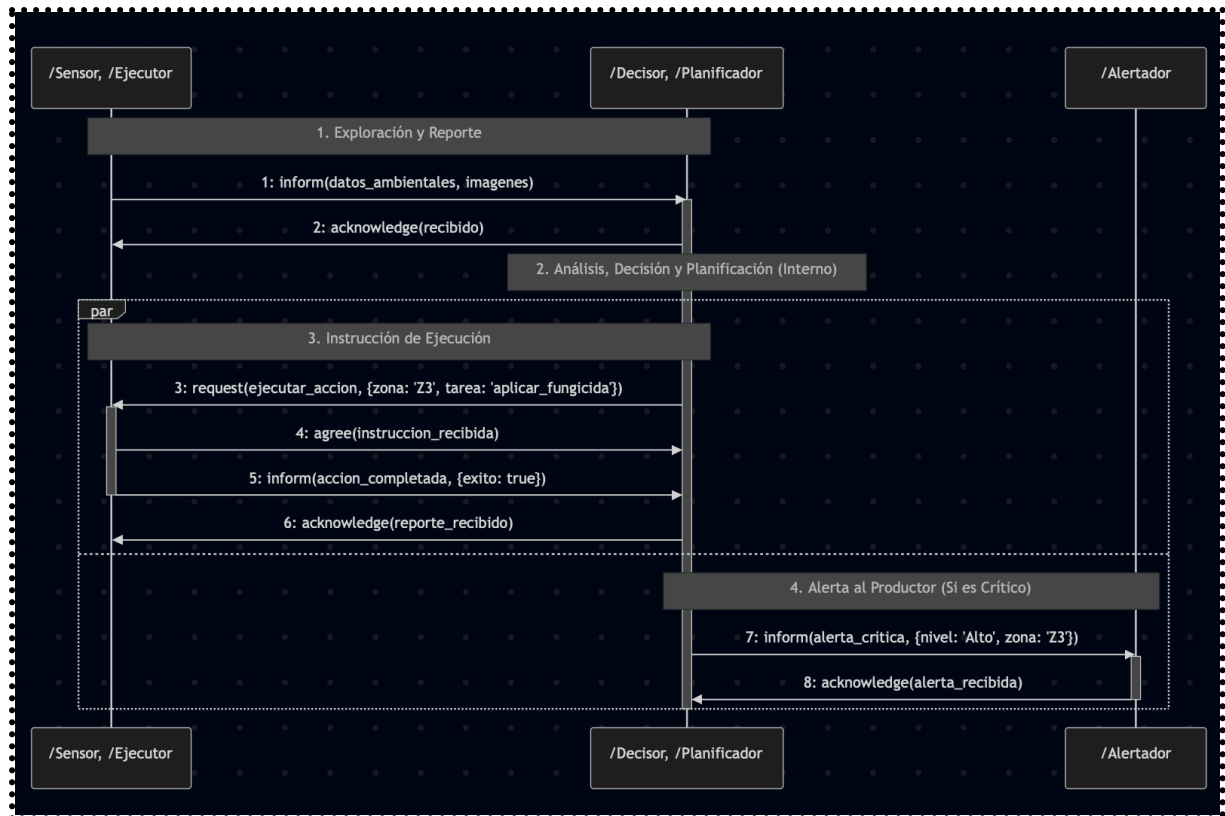 /Sensor, /Ejecutor
/Decisor, /Planificador
/Alertador
1. Exploración y Reporte
1: inform(datos_ambientales, imagenes)
2: acknowledge(recibido)
2. Análisis, Decisión y Planificación (Interno)
par
3. Instrucción de Ejecución
3: request(ejecutar_accion, {zona: 'Z3', tarea: 'aplicar_fungicida'})
4: agree(instruccion_recibida)
5: inform(accion_completada, {exito: true})
6: acknowledge(reporte_recibido)
4. Alerta al Productor (Si es Crítico)
7: inform(alerta_critica, {nivel: 'Alto', zona: 'Z3'})
8: acknowledge(alerta_recibida)
/Sensor, /Ejecutor
/Decisor, /Planificador
/Alertador